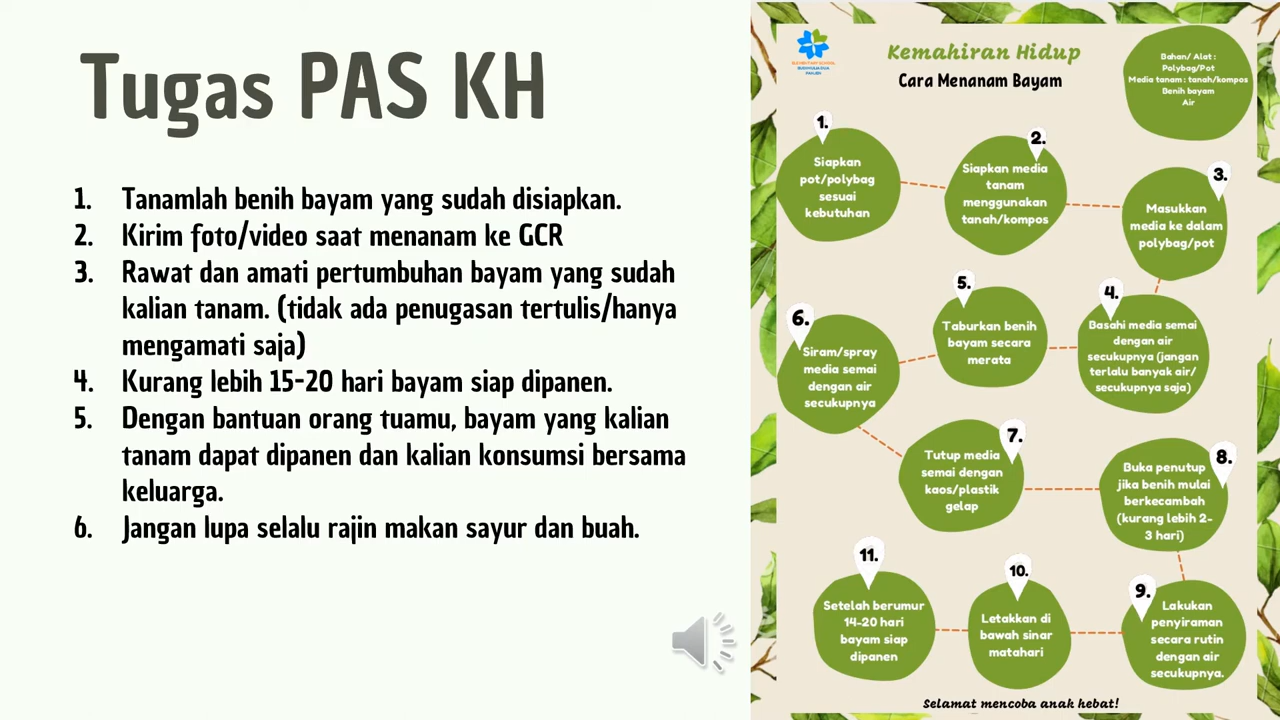 Tugas PAS KH
1. Tanamlah benih bayam yang sudah disiapkan.
2. Kirim foto/video saat menanam ke GCR
3. Rawat dan amati pertumbuhan bayam yang sudah
kalian tanam. (tidak ada penugasan tertulis/hanya
mengamati saja)
4. Kurang lebih 15-20 hari bayam siap dipanen.
5. Dengan bantuan orang tuamu, bayam yang kalian
tanam dapat dipanen dan kalian konsumsi bersama
keluarga.
6. Jangan lupa selalu rajin makan sayur dan buah.
ELEMENTARY SCHOOL
Kemahiran Hidup
Cara Menanam Bayam
Bahan/ Alat :
Polybag/Pot
Media tanam : tanah/kompos
Benih bayam
Air
1.
Siapkan
pot/polybag
sesuai
kebutuhan
2.
Siapkan media
tanam
menggunakan
tanah/kompos
3.
Masukkan
media ke dalam
polybag/pot
4.
Basahi media semai
dengan air
secukupnya (jangan
terlalu banyak air/
secukupnya saja)
5.
Taburkan benih
bayam secara
merata
6.
Siram/spray
media semai
dengan air
secukupnya
7.
Tutup media
semai dengan
kaos/plastik
gelap
8.
Buka penutup
jika benih mulai
berkecambah
(kurang lebih 2-
3 hari)
9.
Lakukan
penyiraman
secara rutin
dengan air
secukupnya.
10.
Letakkan di
bawah sinar
matahari
11.
Setelah berumur
14-20 hari
bayam siap
dipanen
Selamat mencoba anak hebat!